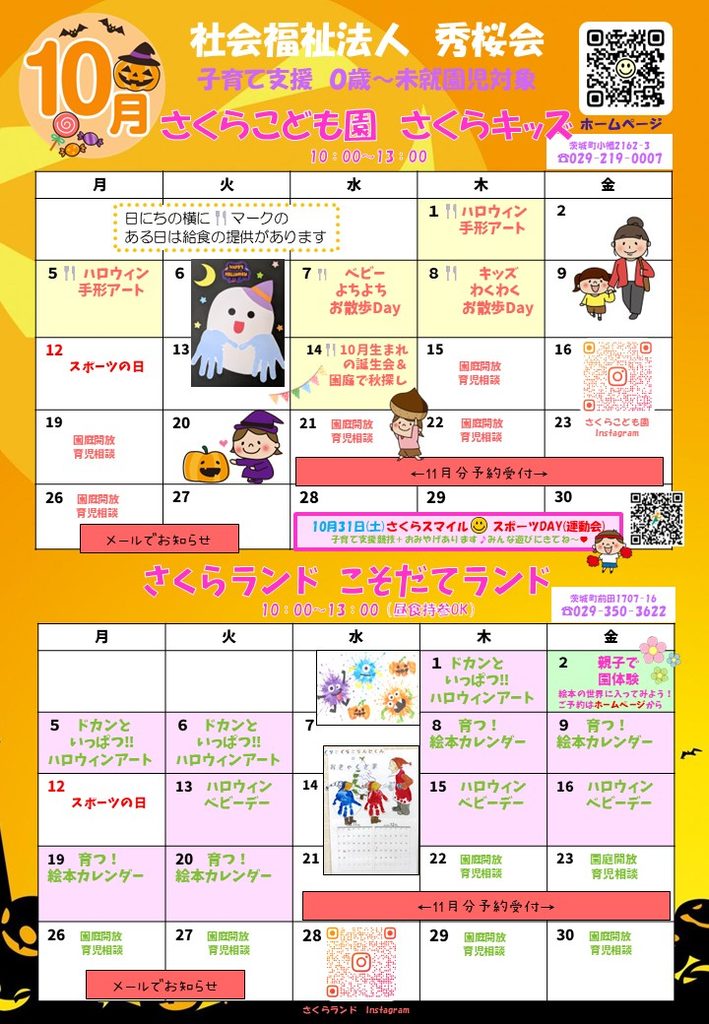 10月
社会福祉法人 秀桜会
子育て支援 0歳～未就園児対象
さくらこども園 さくらキッズ
ホームページ
10:00～13:00
茨城町小幡2162-3
☎029-219-0007
月 火 水 木 金
日にちの横に🍴マークの
ある日は給食の提供があります
1 🍴ハロウィン
手形アート
2
5 🍴ハロウィン
手形アート
6
HAPPY HALLOWEEN
7 🍴 ベビー
よちよち
お散歩Day
8 🍴 キッズ
わくわく
お散歩Day
9
12
スポーツの日
13
14 🍴10月生まれ
の誕生会&
園庭で秋探し
15
園庭開放
育児相談
16
さくらこども園
Instagram
19
園庭開放
育児相談
20
21
園庭開放
育児相談
22 園庭開放
育児相談
23
←11月分予約受付→
26 園庭開放
育児相談
27
メールでお知らせ
28
29
30
10月31日(土)さくらスマイル スポーツDAY(運動会)
子育て支援競技+おみやげあります♪みんな遊びにきてね～❤
さくらランド こそだてランド
10:00～13:00 (昼食持参OK)
茨城町前田1707-16
☎029-350-3622
月 火 水 木 金
1 ドカンと
いっぱつ!!
ハロウィンアート
2 親子で
園体験
絵本の世界に入ってみよう!
ご予約はホームページから
5 ドカンと
いっぱつ!!
ハロウィンアート
6 ドカンと
いっぱつ!!
ハロウィンアート
7
8 育つ!
絵本カレンダー
9 育つ!
絵本カレンダー
12
スポーツの日
13 ハロウィン
ベビーデー
14
15 ハロウィン
ベビーデー
16 ハロウィン
ベビーデー
19 育つ!
絵本カレンダー
20 育つ!
絵本カレンダー
21
22 園庭開放
育児相談
23 園庭開放
育児相談
←11月分予約受付→
26 園庭開放
育児相談
27 園庭開放
育児相談
メールでお知らせ
28
29 園庭開放
育児相談
30 園庭開放
育児相談
さくらランド Instagram